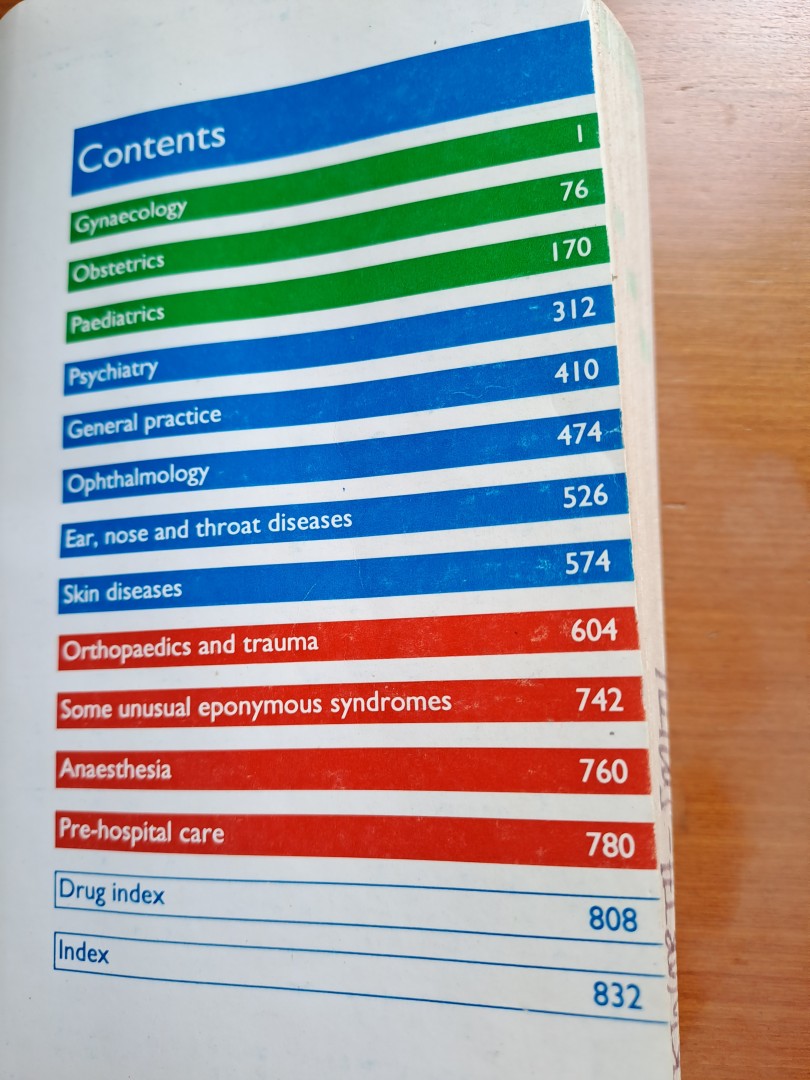 Contents
Gynaecology 1
Obstetrics 76
Paediatrics 170
Psychiatry 312
General practice 410
Ophthalmology 474
Ear, nose and throat diseases 526
Skin diseases 574
Orthopaedics and trauma 604
Some unusual eponymous syndromes 742
Anaesthesia 760
Pre-hospital care 780
Drug index 808
Index 832